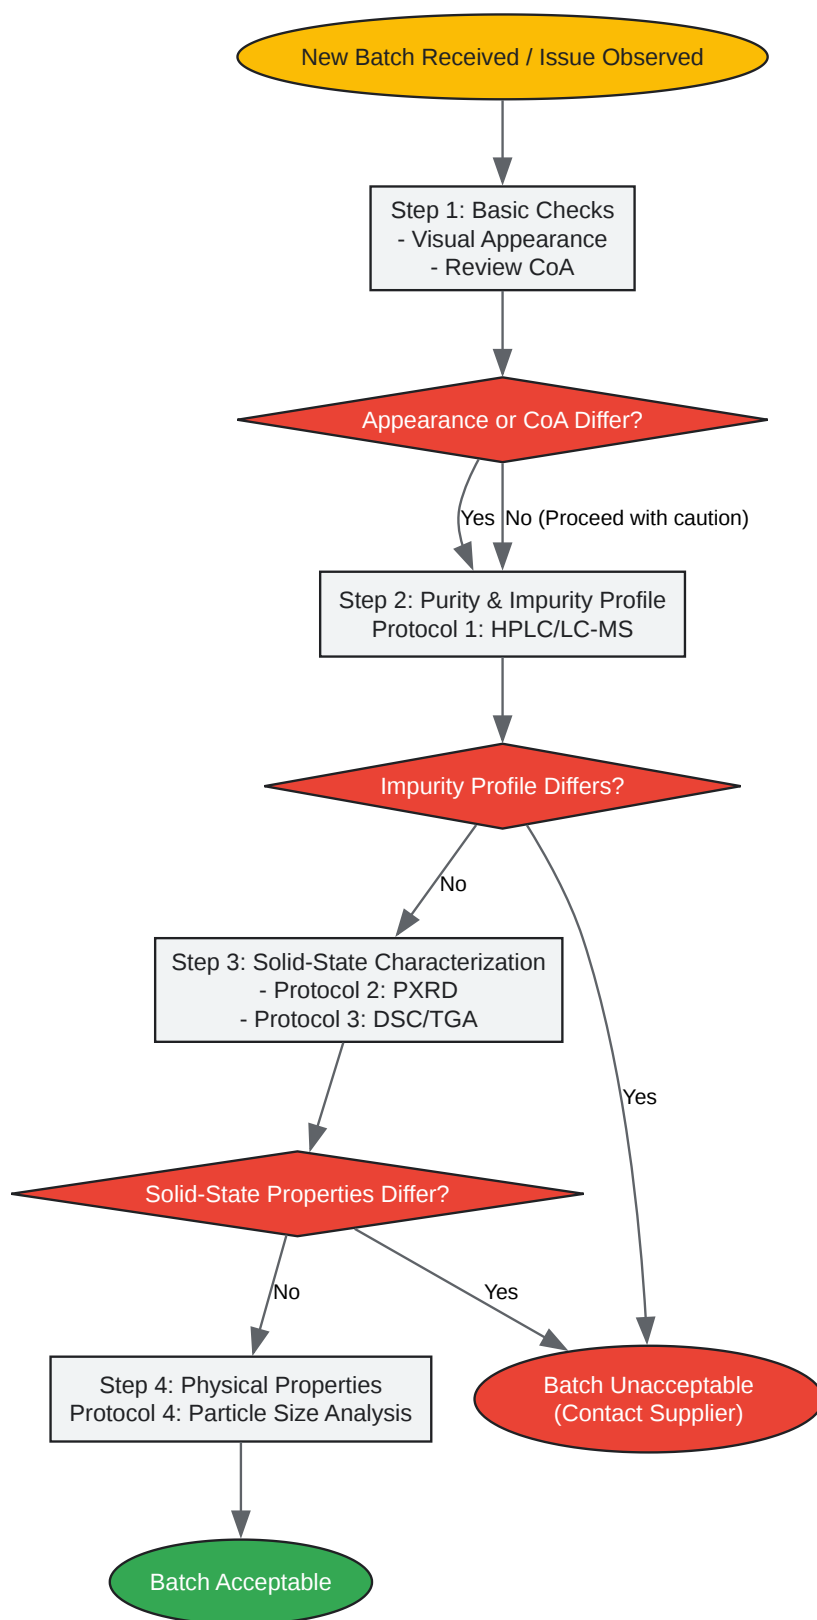 New Batch Received / Issue Observed
Step 1: Basic Checks
- Visual Appearance
- Review CoA
Appearance or CoA Differ?
Yes
No (Proceed with caution)
Step 2: Purity & Impurity Profile
Protocol 1: HPLC/LC-MS
Impurity Profile Differs?
No
Step 3: Solid-State Characterization
- Protocol 2: PXRD
- Protocol 3: DSC/TGA
Yes
Solid-State Properties Differ?
No
Yes
Step 4: Physical Properties
Protocol 4: Particle Size Analysis
Batch Unacceptable
(Contact Supplier)
Batch Acceptable